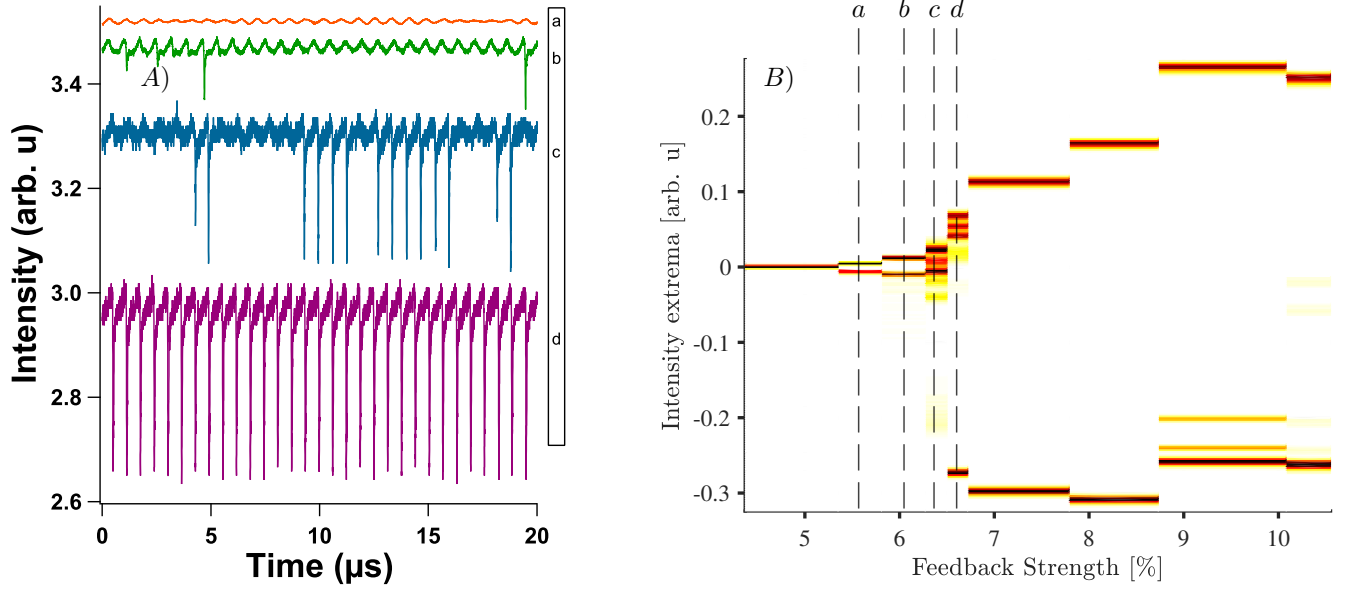 A)
Intensity (arb. u)
3.4
3.2
3.0
2.8
2.6
0 5 10 15 20
Time (µs)
a
b
c
d
a b c d
B)
Intensity extrema [arb. u]
0.2
0.1
0
-0.1
-0.2
-0.3
5 6 7 8 9 10
Feedback Strength [%]